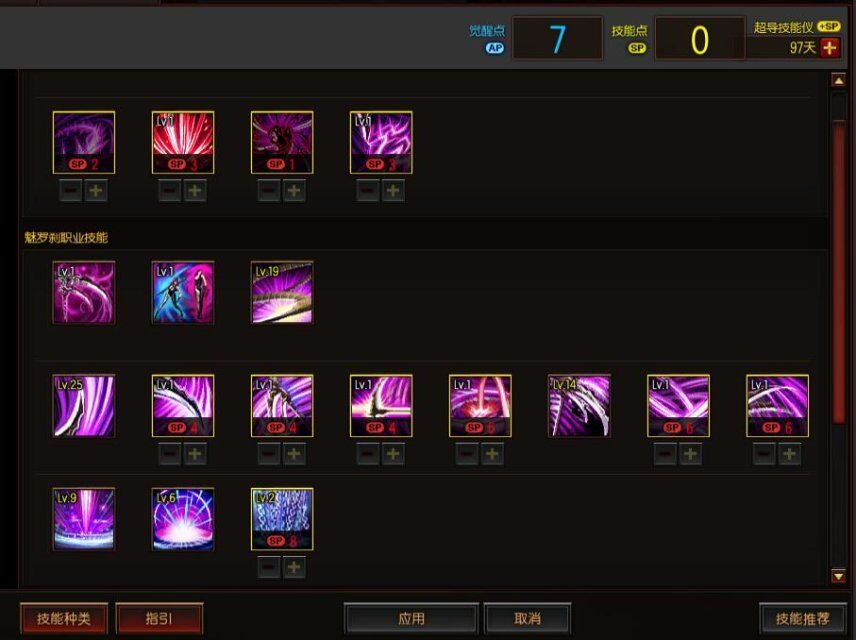 觉醒点 AP 7 技能点 SP 0 超导技能仪 +SP
97天
Lv.1 Lv.1
SP 2 SP 3 SP 1 SP 3
魅罗刹职业技能
Lv.1 Lv.1 Lv.19
Lv.25 Lv.1 Lv.1 Lv.1 Lv.1 Lv.14 Lv.1 Lv.1
SP 4 SP 4 SP 4 SP 6 SP 6 SP 6
Lv.9 Lv.6 Lv.2
SP 8
技能种类 指引 应用 取消 技能推荐